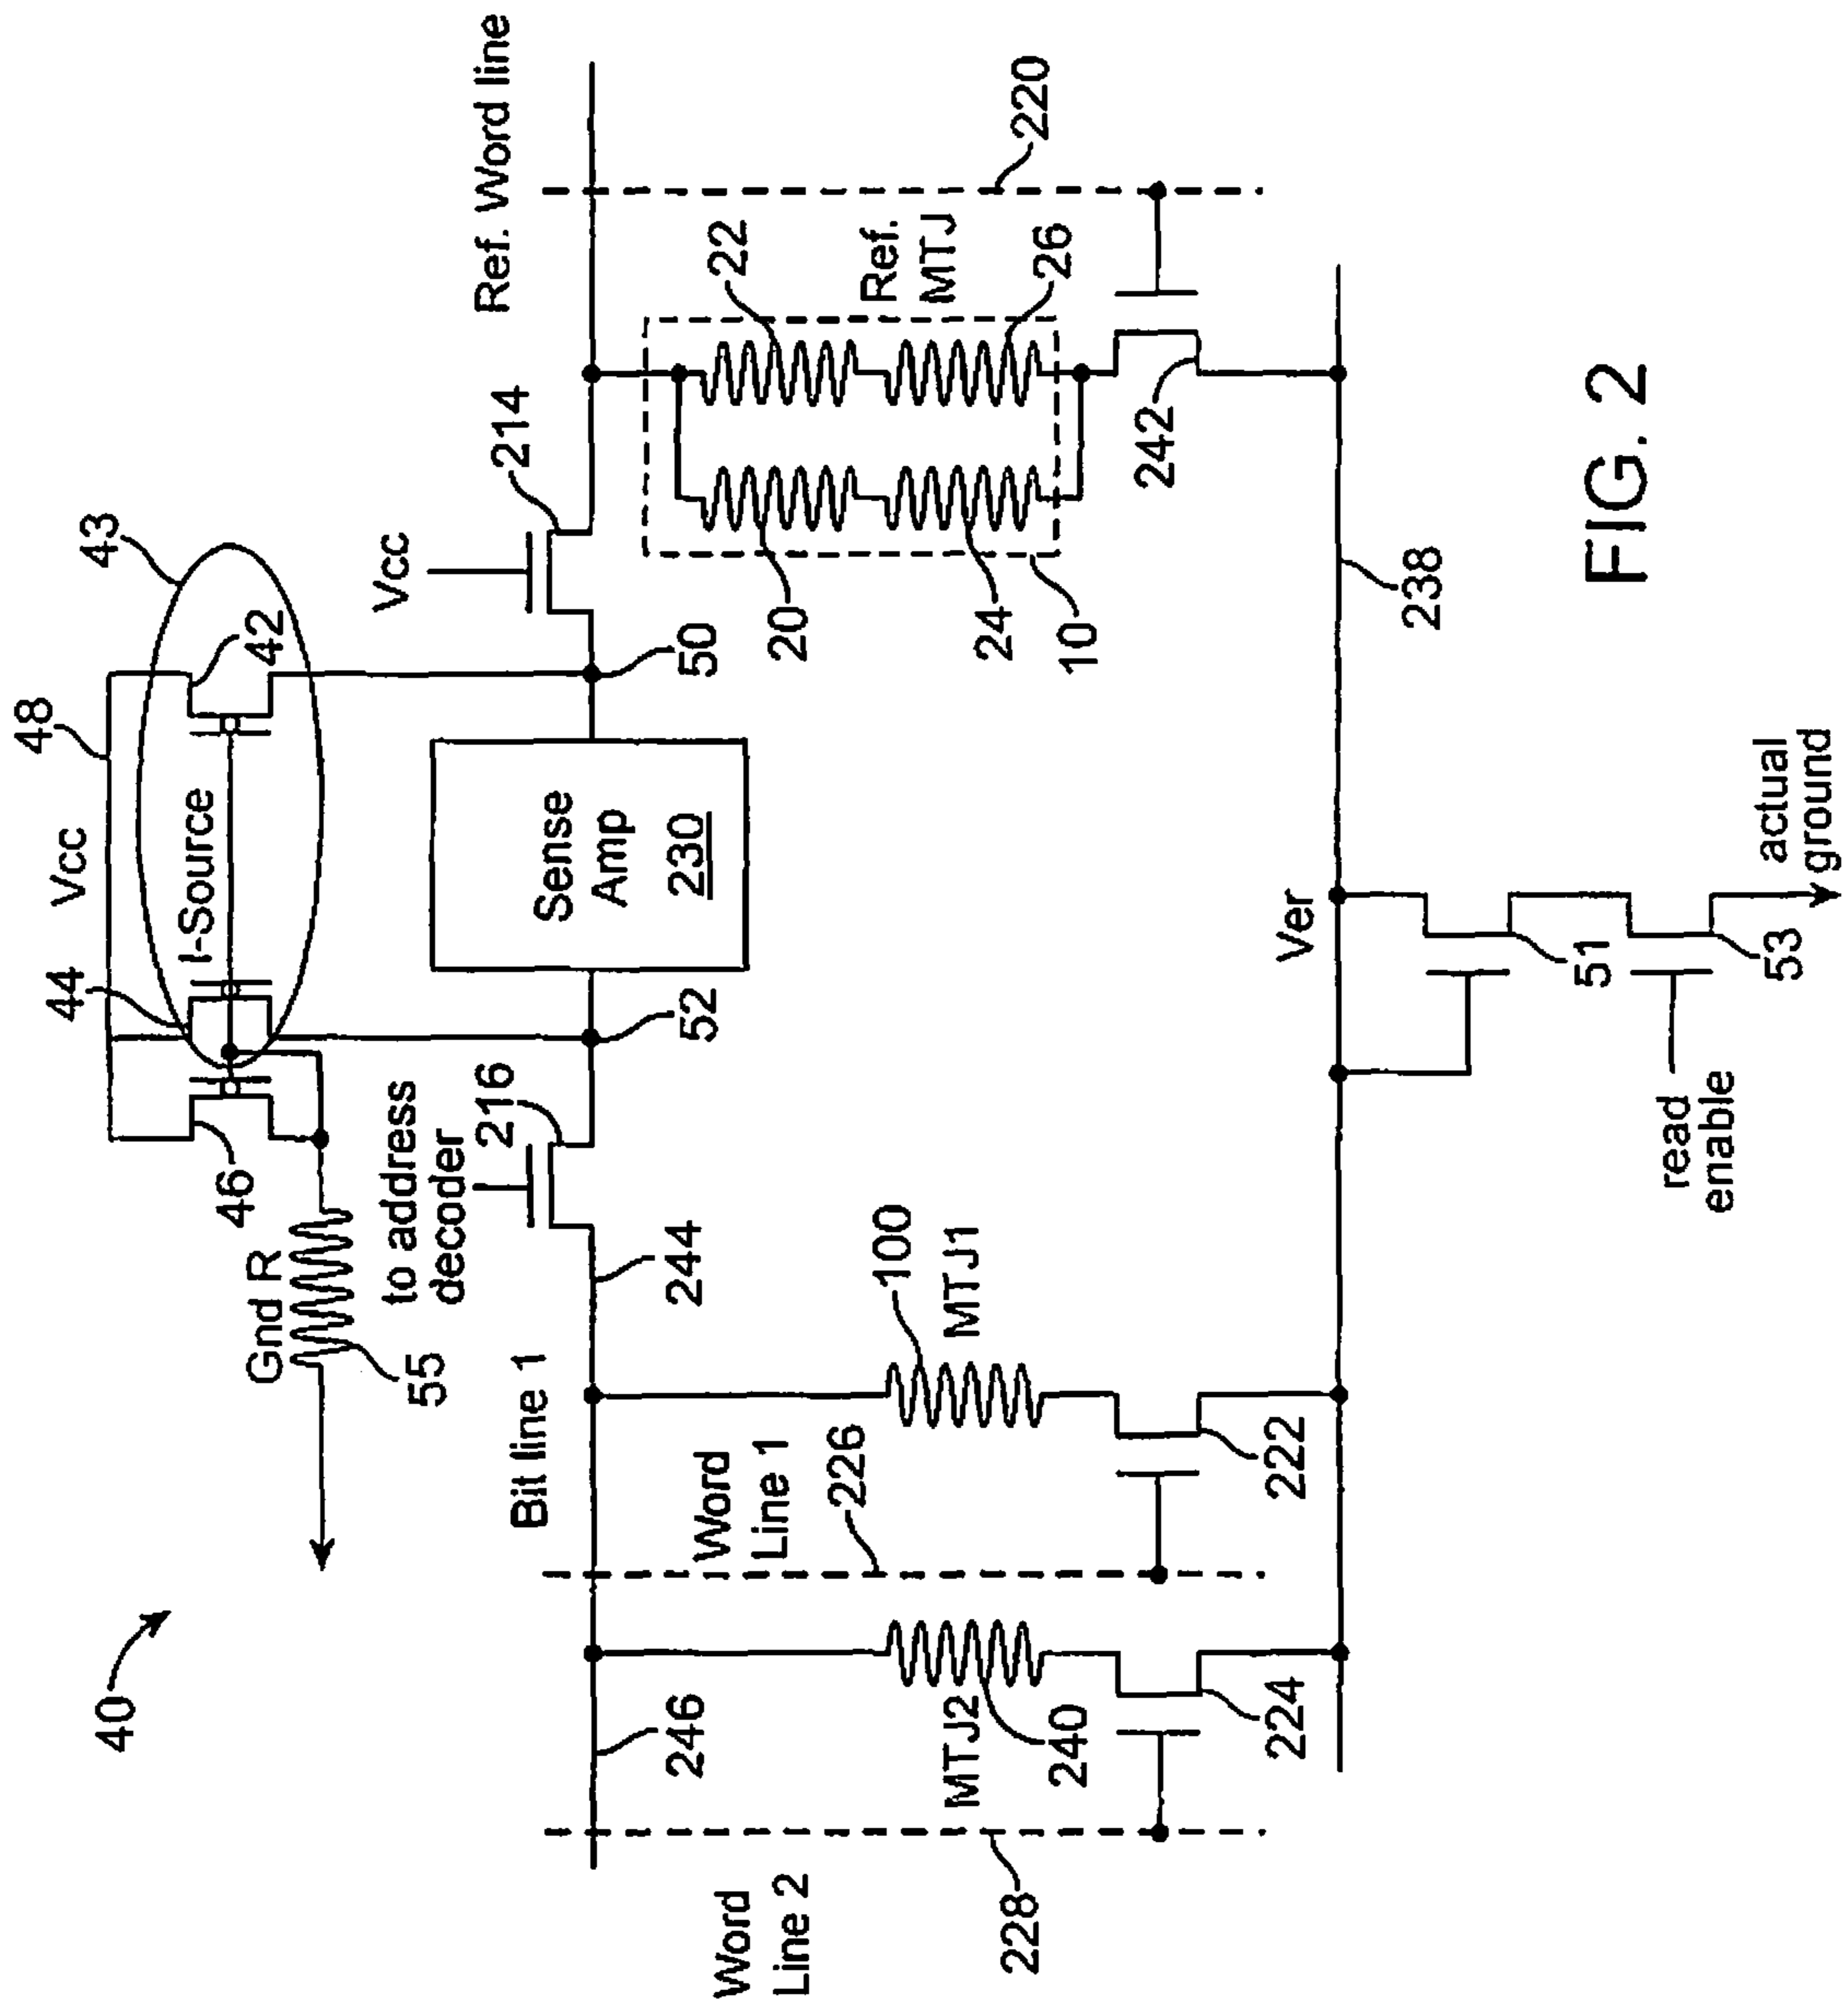 40
Vcc
48
43
44
I-Source
42
46
Gnd R
55
to address
decoder
216
Vcc
214
Ref. Word line
Bit line 1
244
246
52
Sense
Amp
230
50
Word
Line 2
228
Word
Line 1
226
100
MTJ1
MTJ2
240
224
222
20
22
24
26
10
Ref.
MTJ
220
242
238
Ver
51
53
read
enable
actual
ground
FIG. 2